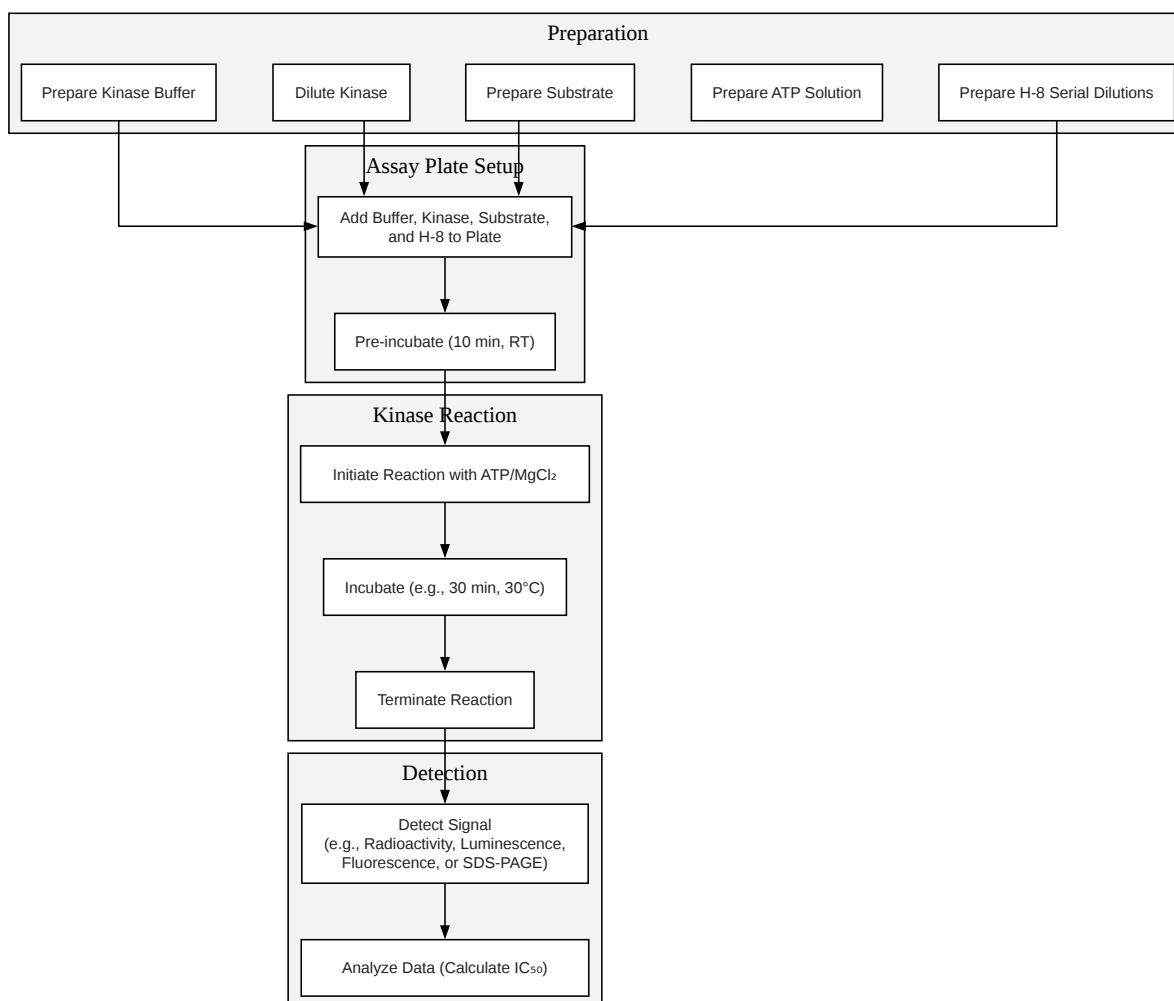 Preparation
Prepare Kinase Buffer
Dilute Kinase
Prepare Substrate
Prepare ATP Solution
Prepare H-8 Serial Dilutions
Assay Plate Setup
Add Buffer, Kinase, Substrate,
and H-8 to Plate
Pre-incubate (10 min, RT)
Kinase Reaction
Initiate Reaction with ATP/MgCl₂
Incubate (e.g., 30 min, 30°C)
Terminate Reaction
Detection
Detect Signal
(e.g., Radioactivity, Luminescence,
Fluorescence, or SDS-PAGE)
Analyze Data (Calculate IC₅₀)